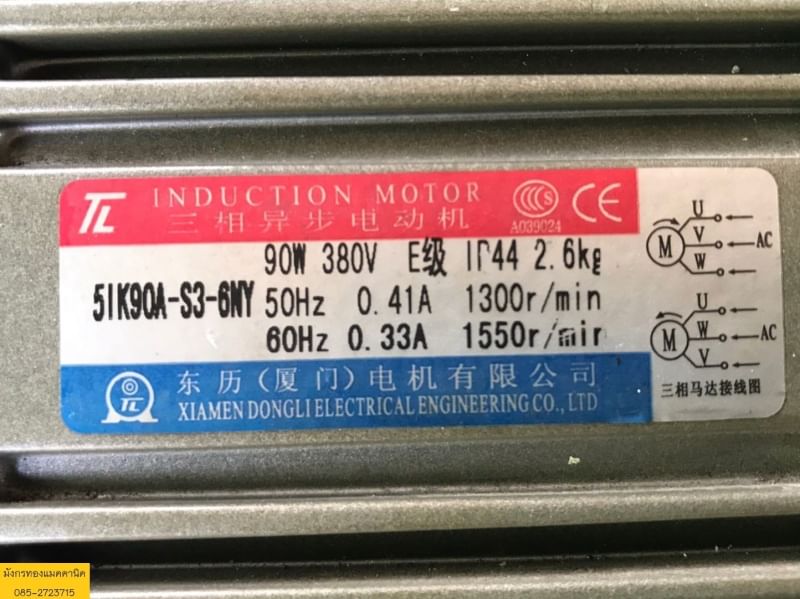 TL INDUCTION MOTOR CCC S CE
三相异步电动机 A039024
90W 380V E级 IP44 2.6kg
51K90A-S3-6NY 50Hz 0.41A 1300r/min
60Hz 0.33A 1550r/min
TL 东历(厦门)电机有限公司
XIAMEN DONGLI ELECTRICAL ENGINEERING CO., LTD
U
M V AC
W
U
M W AC
V
三相马达接线图
มังกรทองแมคคานิค
085-2723715